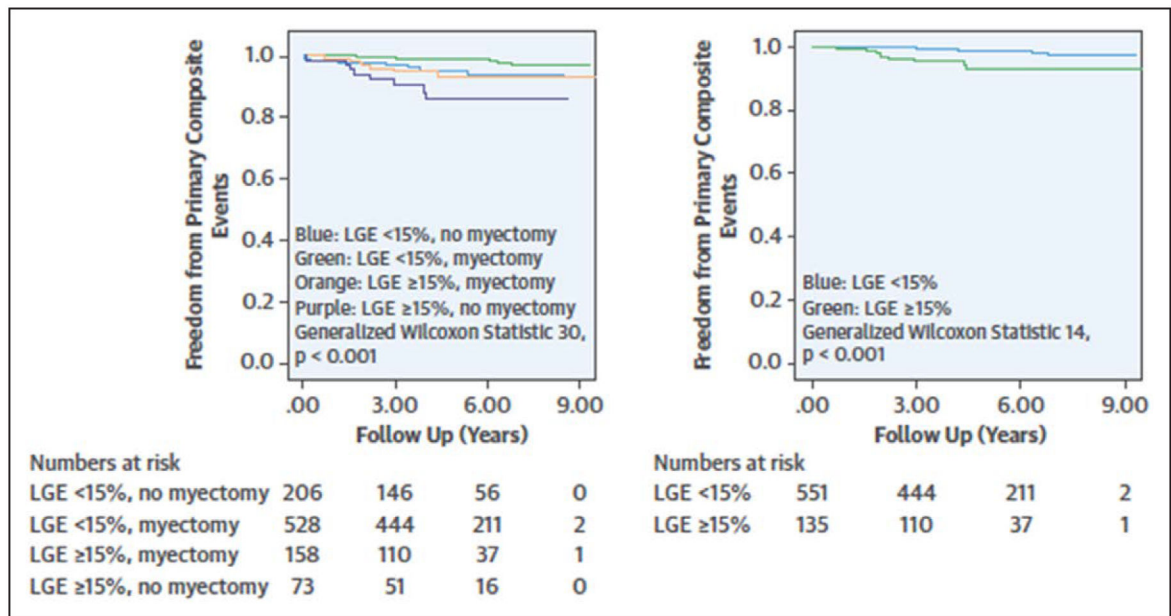 Freedom from Primary Composite
Events
1.0
0.8
0.6
0.4
0.2
0.0
Blue: LGE <15%, no myectomy
Green: LGE <15%, myectomy
Orange: LGE ≥15%, myectomy
Purple: LGE ≥15%, no myectomy
Generalized Wilcoxon Statistic 30,
p < 0.001
.00 3.00 6.00 9.00
Follow Up (Years)
Numbers at risk
LGE <15%, no myectomy 206 146 56 0
LGE <15%, myectomy 528 444 211 2
LGE ≥15%, myectomy 158 110 37 1
LGE ≥15%, no myectomy 73 51 16 0
Freedom from Primary Composite
Events
1.0
0.8
0.6
0.4
0.2
0.0
Blue: LGE <15%
Green: LGE ≥15%
Generalized Wilcoxon Statistic 14,
p < 0.001
.00 3.00 6.00 9.00
Follow Up (Years)
Numbers at risk
LGE <15% 551 444 211 2
LGE ≥15% 135 110 37 1